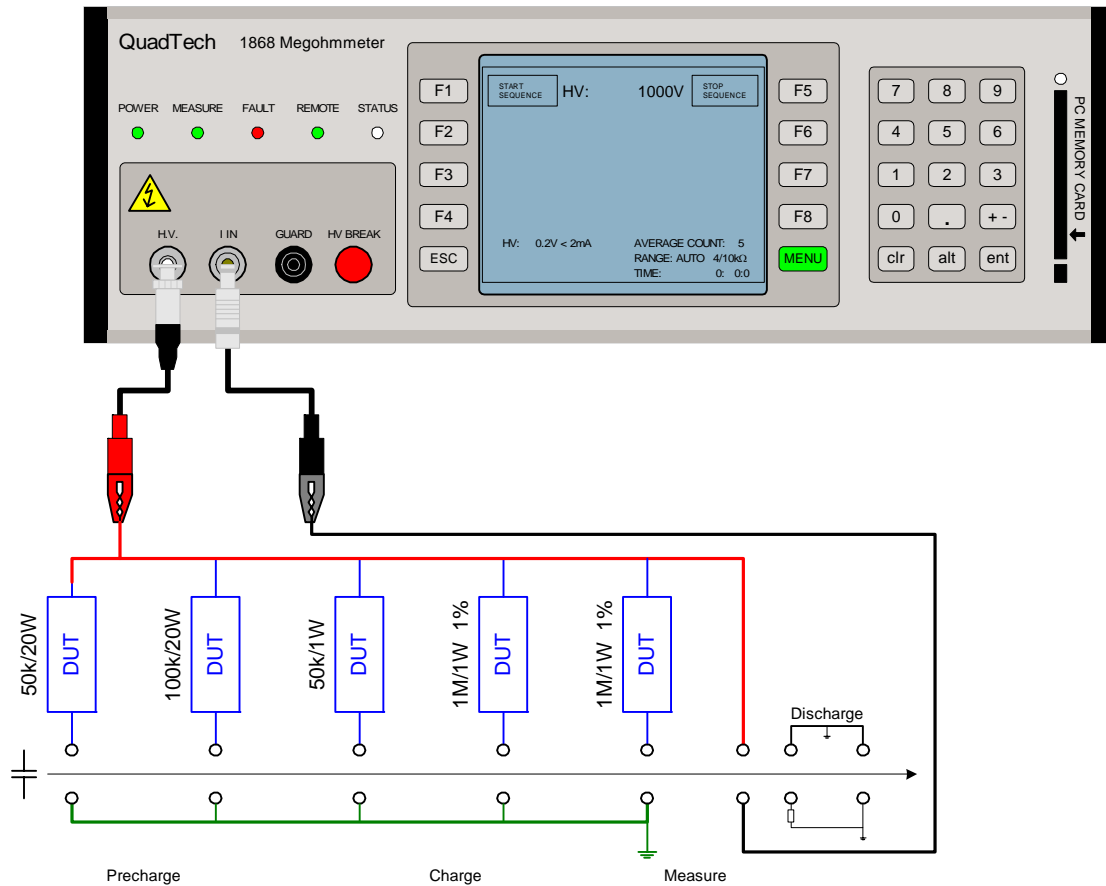 QuadTech 1868 Megohmmeter
POWER MEASURE FAULT REMOTE STATUS
H.V. I IN GUARD HV BREAK
F1
F2
F3
F4
ESC
START SEQUENCE HV: 1000V STOP SEQUENCE
HV: 0.2V < 2mA AVERAGE COUNT: 5
RANGE: AUTO 4/10kΩ
TIME: 0: 0:0
F5
F6
F7
F8
MENU
7 8 9
4 5 6
1 2 3
0 . + -
clr alt ent
PC MEMORY CARD
50k/20W
DUT
100k/20W
DUT
50k/1W
DUT
1M/1W 1%
DUT
1M/1W 1%
DUT
Discharge
Precharge Charge Measure